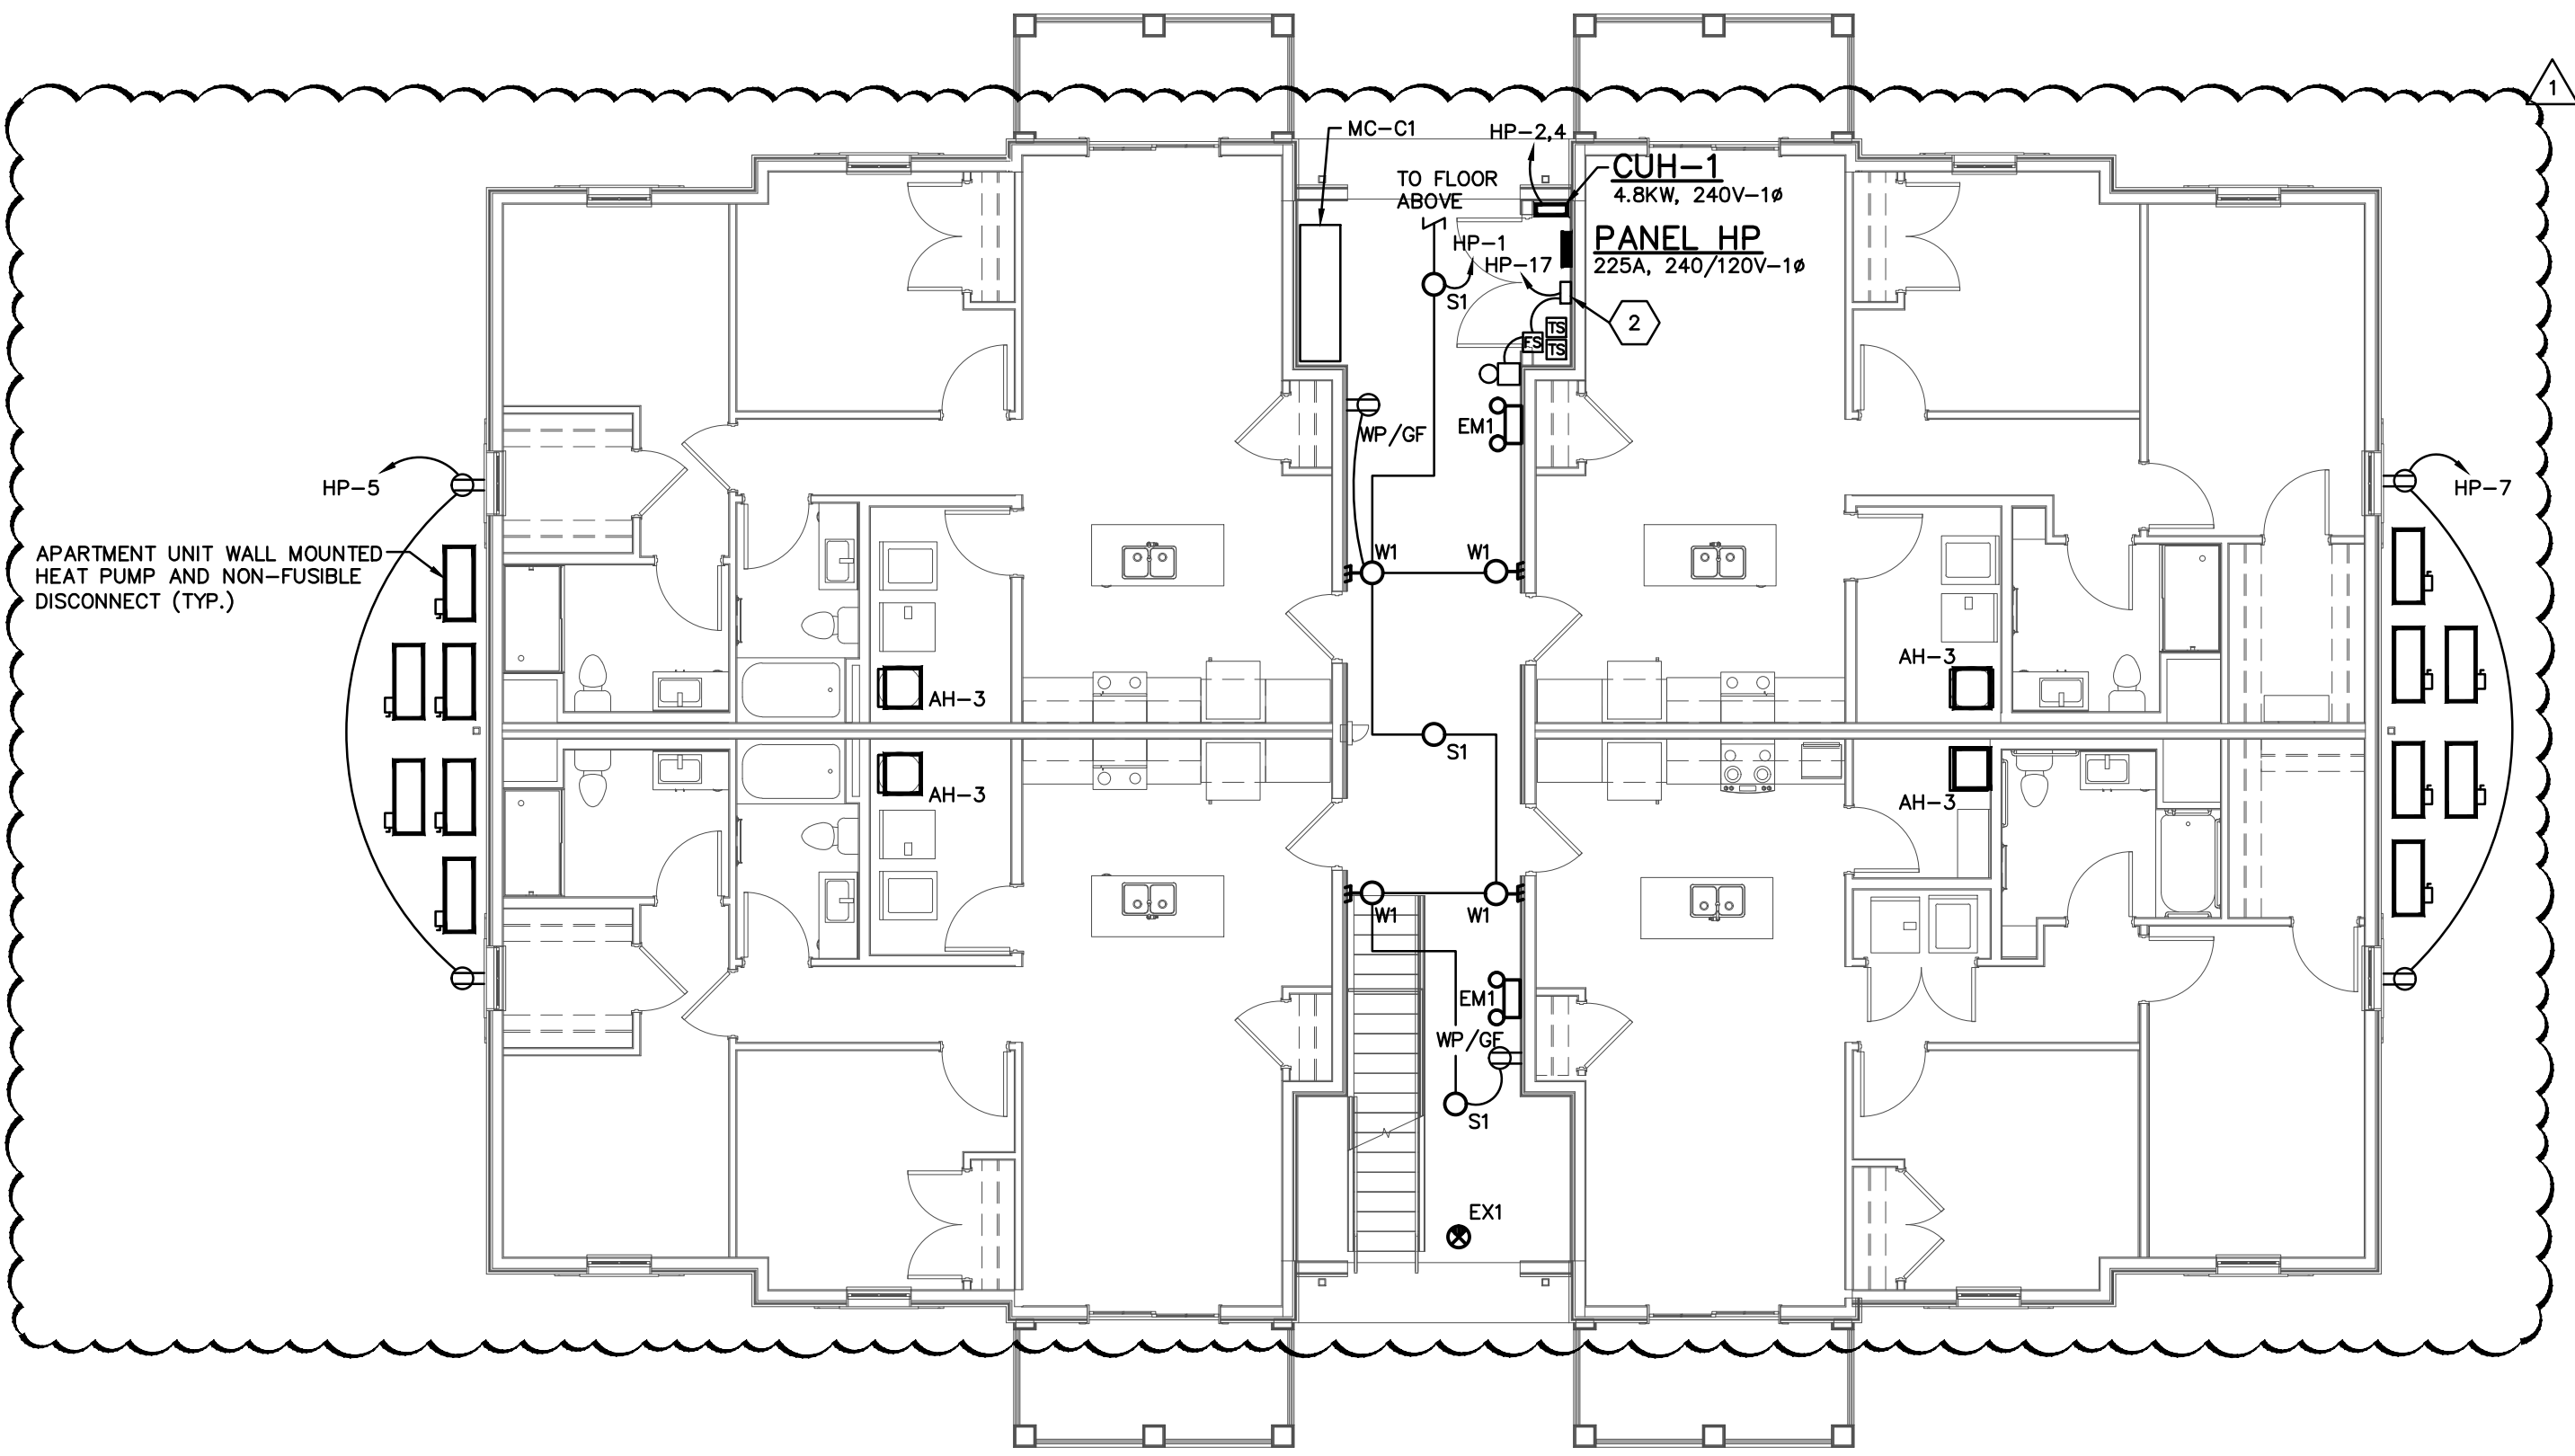 1
MC-C1
HP-2,4
CUH-1
4.8KW, 240V-1ø
TO FLOOR
ABOVE
PANEL HP
225A, 240/120V-1ø
HP-1
HP-17
S1
2
TS
FS
TS
WP/GF
EM1
HP-5
HP-7
APARTMENT UNIT WALL MOUNTED
HEAT PUMP AND NON-FUSIBLE
DISCONNECT (TYP.)
W1
W1
AH-3
AH-3
S1
AH-3
AH-3
W1
W1
EM1
WP/GF
S1
EX1